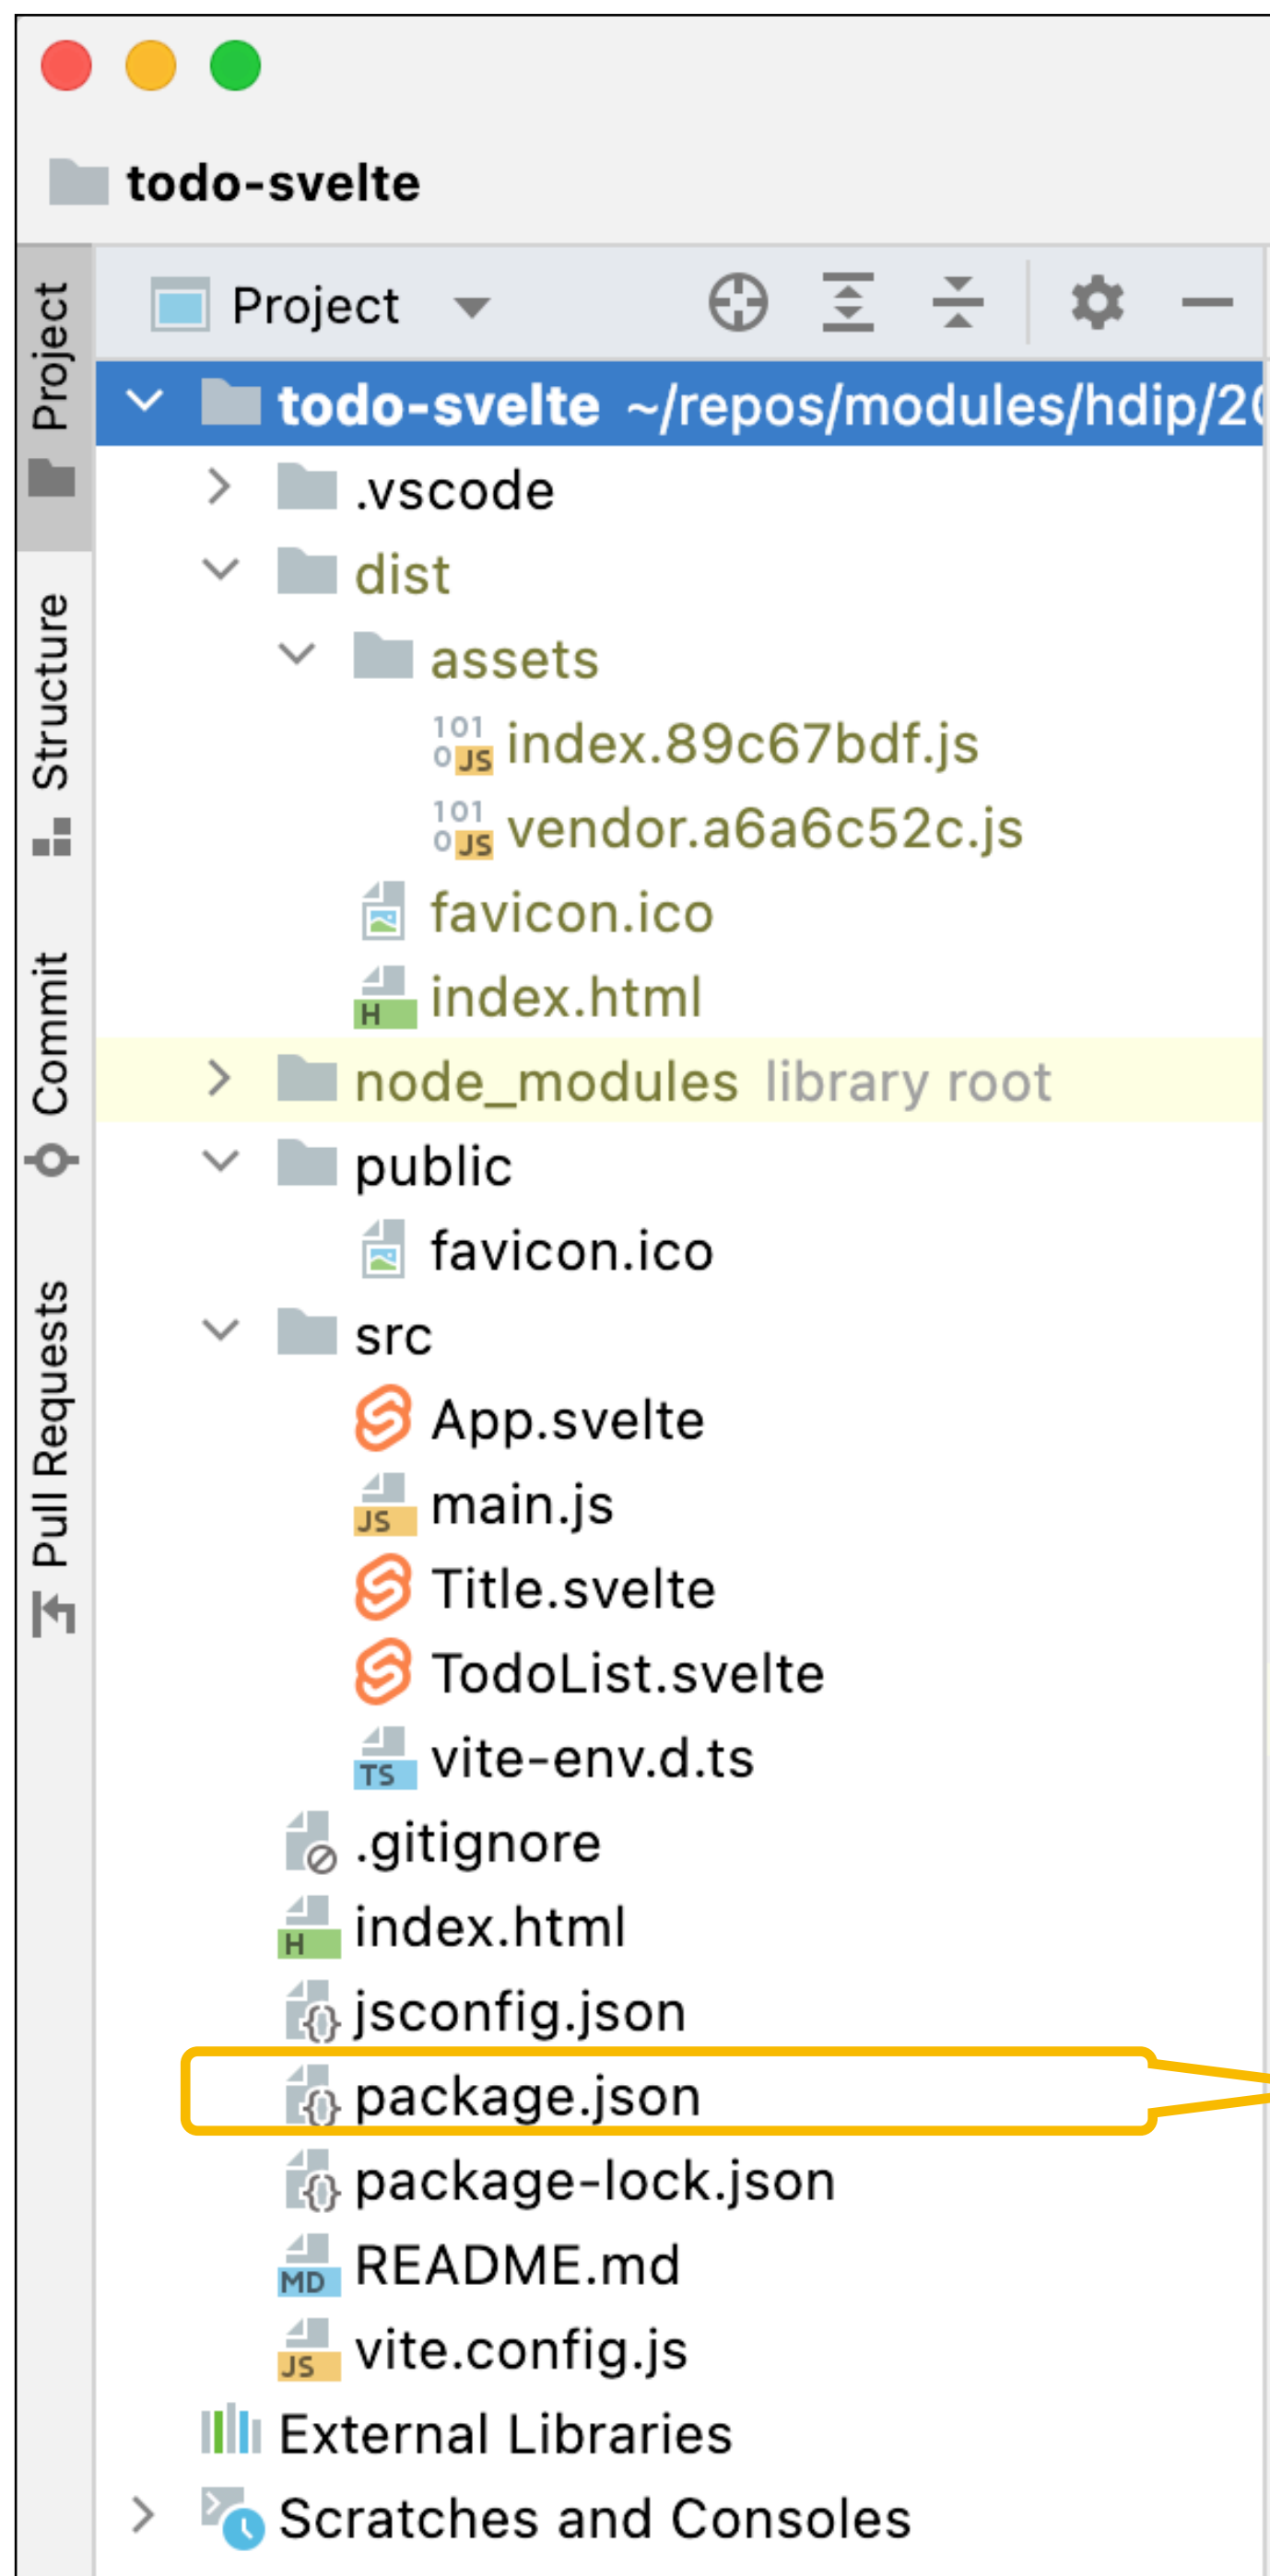 todo-svelte
Project
Project
Structure
Commit
Pull Requests
todo-svelte ~/repos/modules/hdip/20
.vscode
dist
assets
index.89c67bdf.js
vendor.a6a6c52c.js
favicon.ico
index.html
node_modules library root
public
favicon.ico
src
App.svelte
main.js
Title.svelte
TodoList.svelte
vite-env.d.ts
.gitignore
index.html
jsconfig.json
package.json
package-lock.json
README.md
vite.config.js
External Libraries
Scratches and Consoles